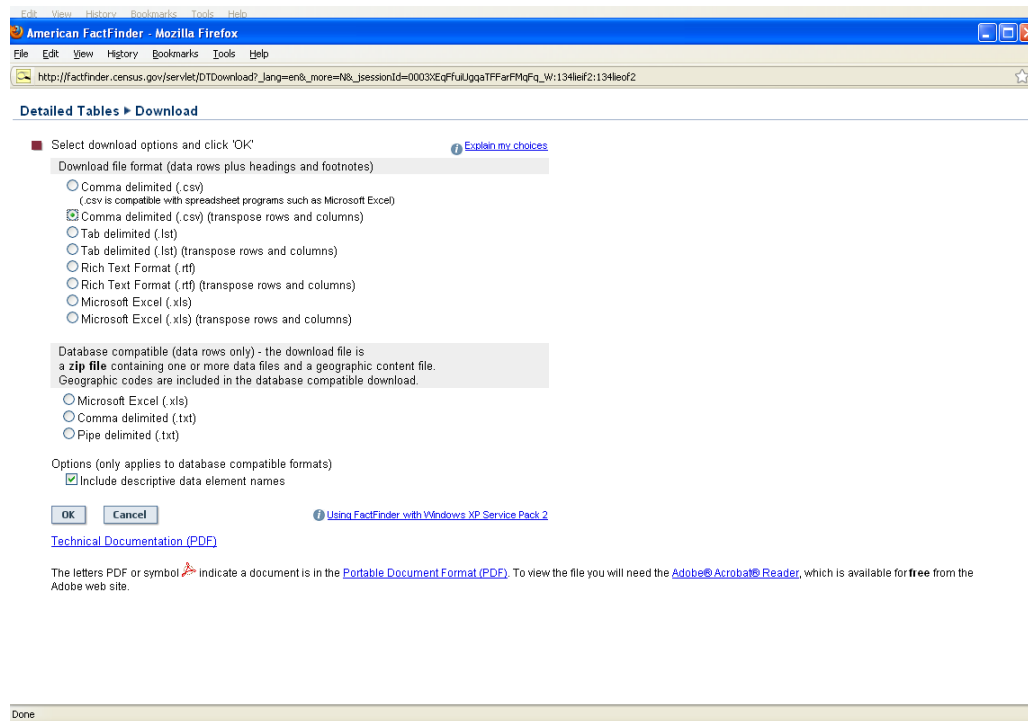 Edit View History Bookmarks Tools Help
American FactFinder - Mozilla Firefox
File Edit View History Bookmarks Tools Help
http://factfinder.census.gov/servlet/DTDownload?_lang=en&_more=N&_jsessionId=0003XEqFfuiUgqaTFFarFMqFq_W:134lieif2:134lieof2
Detailed Tables ▶ Download
Select download options and click 'OK'
Explain my choices
Download file format (data rows plus headings and footnotes)
Comma delimited (.csv)
(.csv is compatible with spreadsheet programs such as Microsoft Excel)
Comma delimited (.csv) (transpose rows and columns)
Tab delimited (.lst)
Tab delimited (.lst) (transpose rows and columns)
Rich Text Format (.rtf)
Rich Text Format (.rtf) (transpose rows and columns)
Microsoft Excel (.xls)
Microsoft Excel (.xls) (transpose rows and columns)
Database compatible (data rows only) - the download file is
a zip file containing one or more data files and a geographic content file.
Geographic codes are included in the database compatible download.
Microsoft Excel (.xls)
Comma delimited (.txt)
Pipe delimited (.txt)
Options (only applies to database compatible formats)
Include descriptive data element names
OK Cancel
Using FactFinder with Windows XP Service Pack 2
Technical Documentation (PDF)
The letters PDF or symbol indicate a document is in the Portable Document Format (PDF). To view the file you will need the Adobe® Acrobat® Reader, which is available for free from the
Adobe web site.
Done